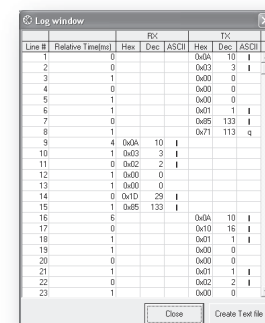 Log window
RX TX
Line # Relative Time(ms) Hex Dec ASCII Hex Dec ASCII
1 0 0x0A 10 I
2 0 0x03 3 I
3 1 0x00 0
4 0 0x00 0
5 1 0x00 0
6 1 0x01 1 I
7 0 0x85 133 I
8 1 0x71 113 q
9 4 0x0A 10 I
10 1 0x03 3 I
11 0 0x02 2 I
12 1 0x00 0
13 1 0x00 0
14 0 0x1D 29 I
15 1 0x85 133 I
16 6 0x0A 10 I
17 0 0x10 16 I
18 1 0x01 1 I
19 1 0x00 0
20 0 0x00 0
21 1 0x01 1 I
22 0 0x02 2 I
23 1 0x00 0
Close Create Text file